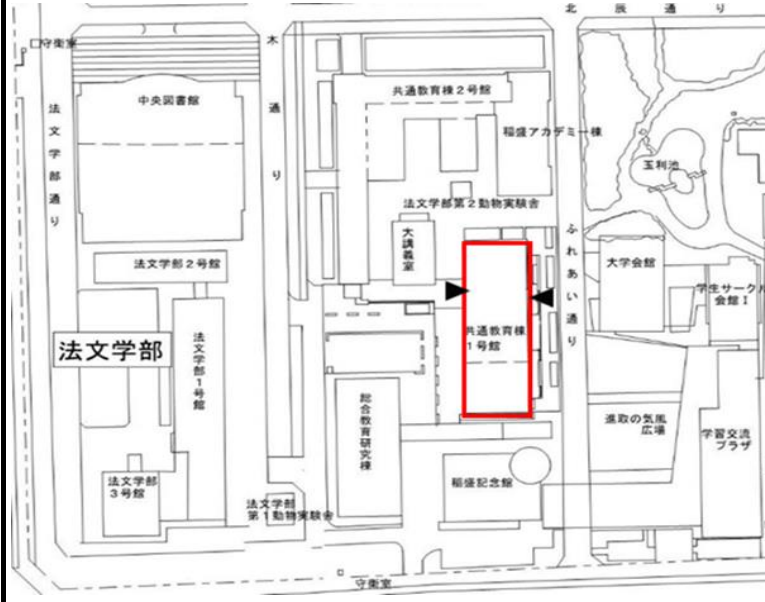 北辰通り
守衛室
中央図書館
法文学部通り
木通り
共通教育棟2号館
稲盛アカデミー棟
玉利池
法文学部第2動物実験舎
大講義室
ふれあい通り
大学会館
学生サークル
会館Ⅰ
法文学部2号館
法文学部
法文学部1号館
共通教育棟
1号館
総合教育研究棟
進取の気風
広場
学習交流
プラザ
法文学部
3号館
法文学部
第1動物実験舎
稲盛記念館
守衛室